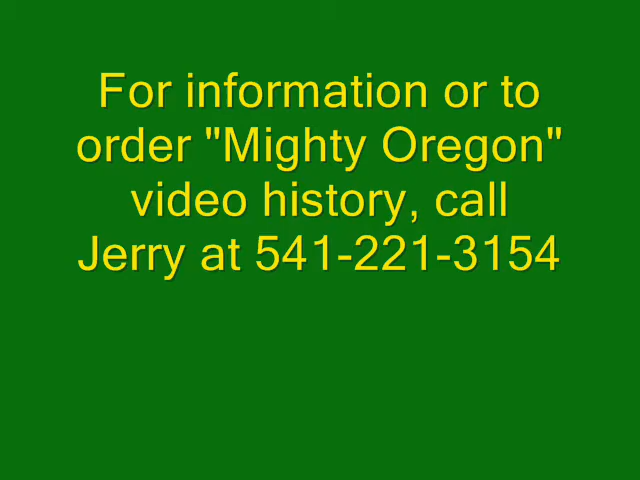 For information or to
order "Mighty Oregon"
video history, call
Jerry at 541-221-3154